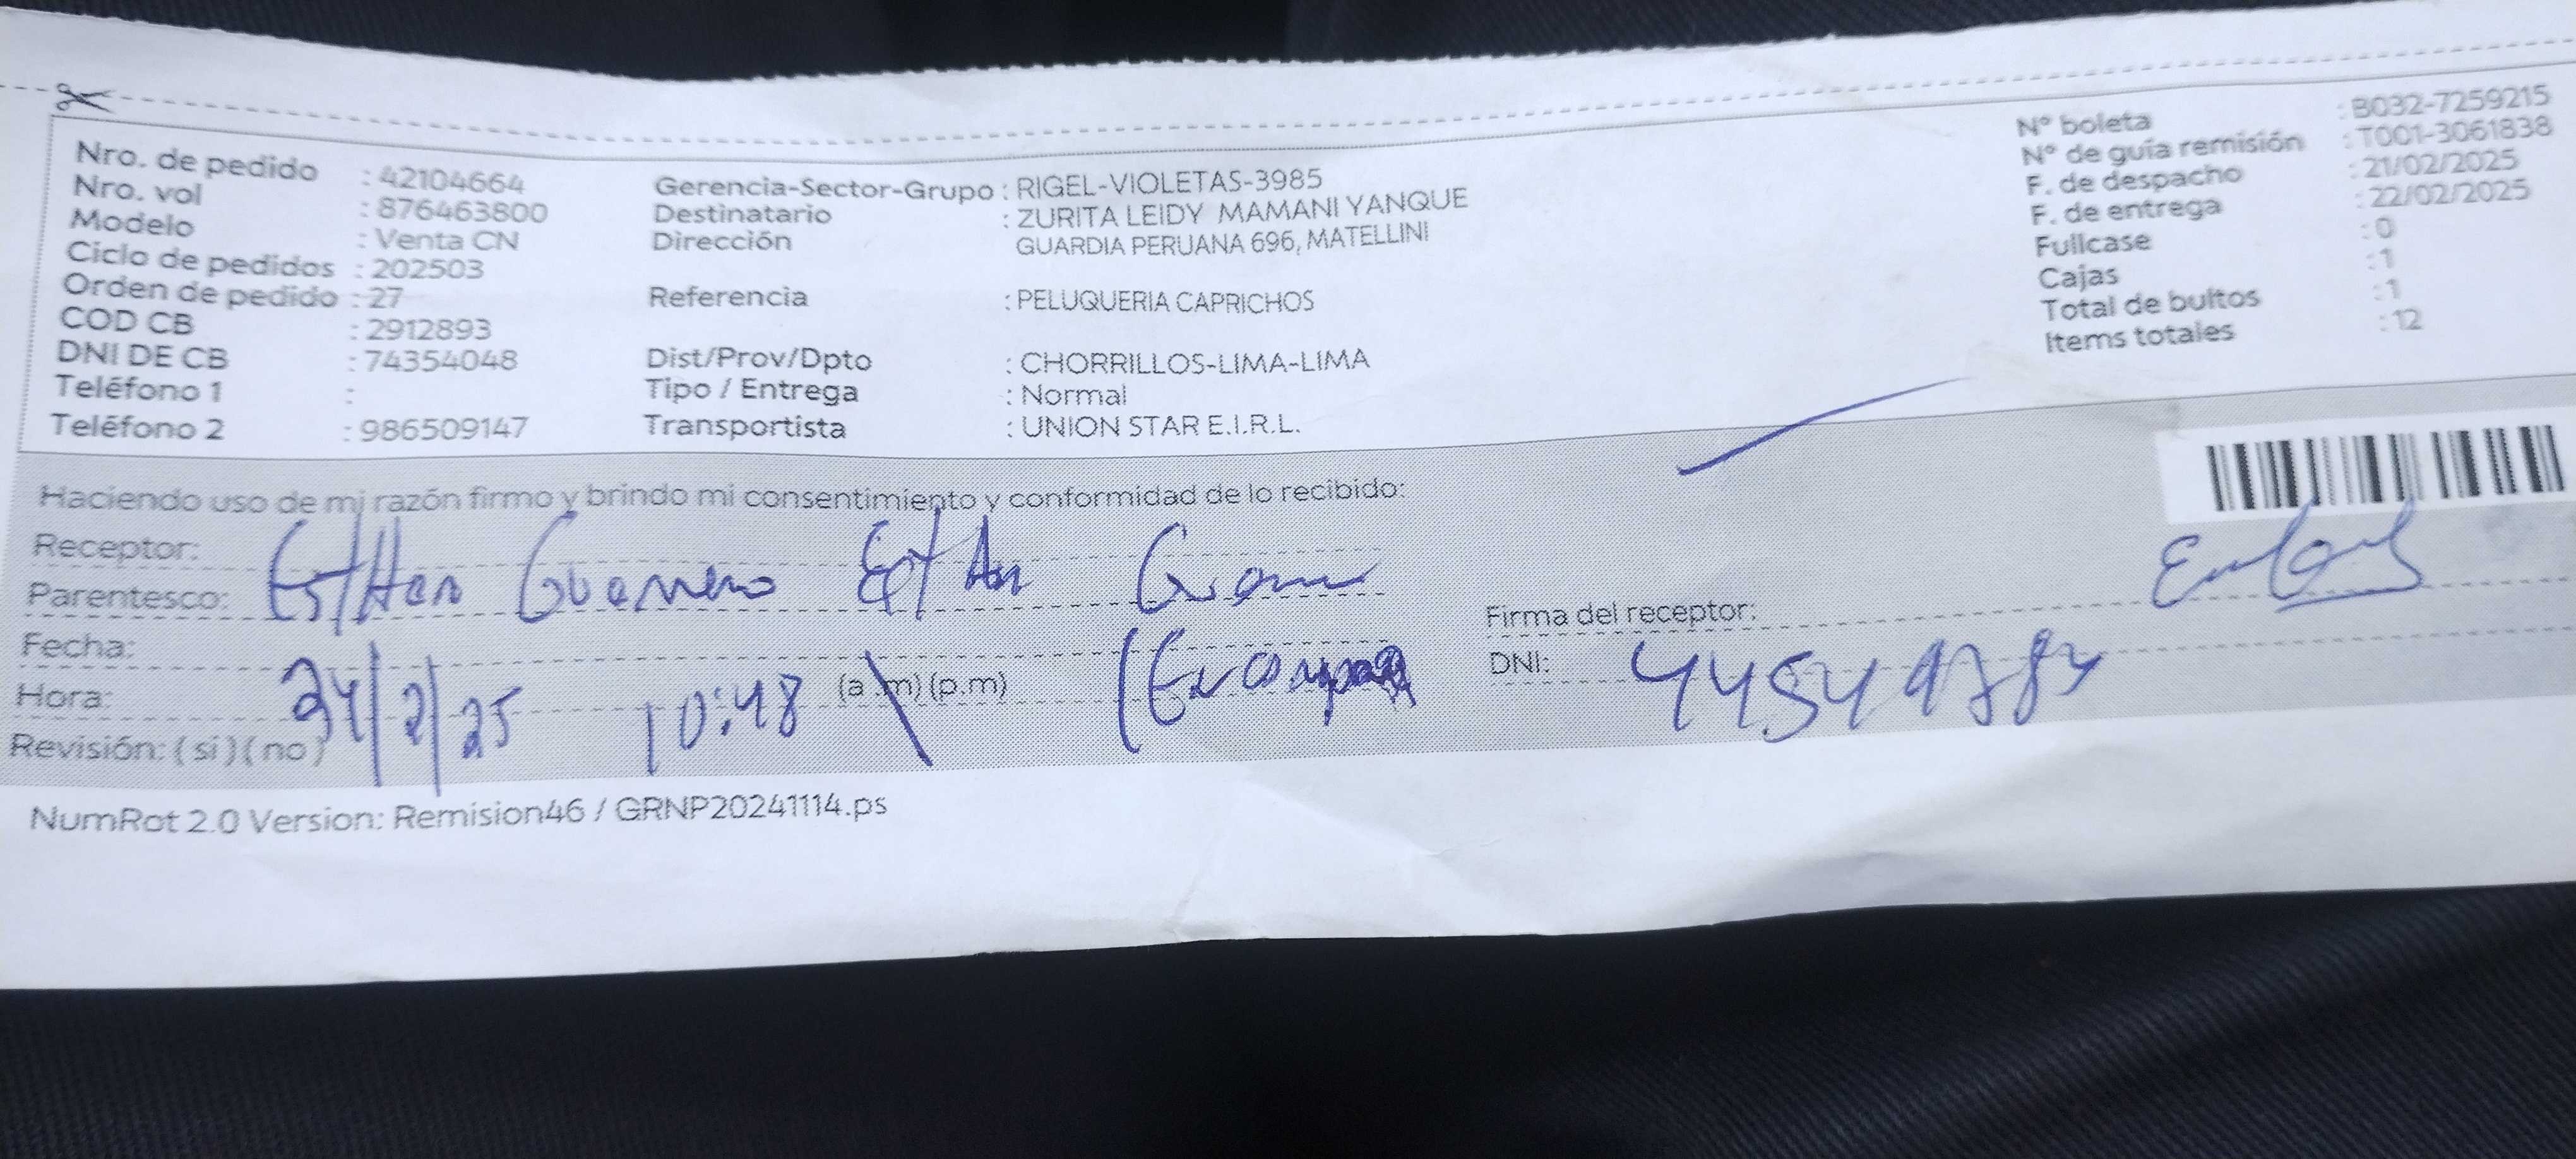 Nro. de pedido : 42104664
Nro. vol : 876463800
Modelo : Venta CN
Ciclo de pedidos : 202503
Orden de pedido : 27
COD CB : 2912893
DNI DE CB : 74354048
Teléfono 1 :
Teléfono 2 : 986509147
Gerencia-Sector-Grupo : RIGEL-VIOLETAS-3985
Destinatario : ZURITA LEIDY MAMANI YANQUE
Dirección GUARDIA PERUANA 696, MATELLINI
Referencia : PELUQUERIA CAPRICHOS
Dist/Prov/Dpto : CHORRILLOS-LIMA-LIMA
Tipo / Entrega : Normal
Transportista : UNION STAR E.I.R.L.
N° boleta : B032-7259215
N° de guía remisión : T001-3061838
F. de despacho : 21/02/2025
F. de entrega : 22/02/2025
Fullcase : 0
Cajas : 1
Total de bultos : 1
Items totales : 12
Haciendo uso de mi razón firmo y brindo mi consentimiento y conformidad de lo recibido:
Receptor:
Parentesco: Esther Guerrero Esther
Fecha:
Hora: 24/2/25 10:48 (a.m) (p.m)
Revisión: (si) (no)
Firma del receptor:
DNI:
NumRot 2.0 Version: Remision46 / GRNP20241114.ps